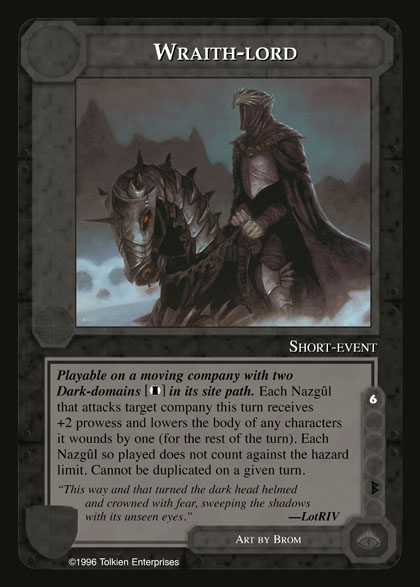 WRAITH-LORD
SHORT-EVENT
Playable on a moving company with two
Dark-domains [] in its site path. Each Nazgûl
that attacks target company this turn receives
+2 prowess and lowers the body of any characters
it wounds by one (for the rest of the turn). Each
Nazgûl so played does not count against the hazard
limit. Cannot be duplicated on a given turn.
6
“This way and that turned the dark head helmed
and crowned with fear, sweeping the shadows
with its unseen eyes.” —LotRIV
ART BY BROM
©1996 Tolkien Enterprises